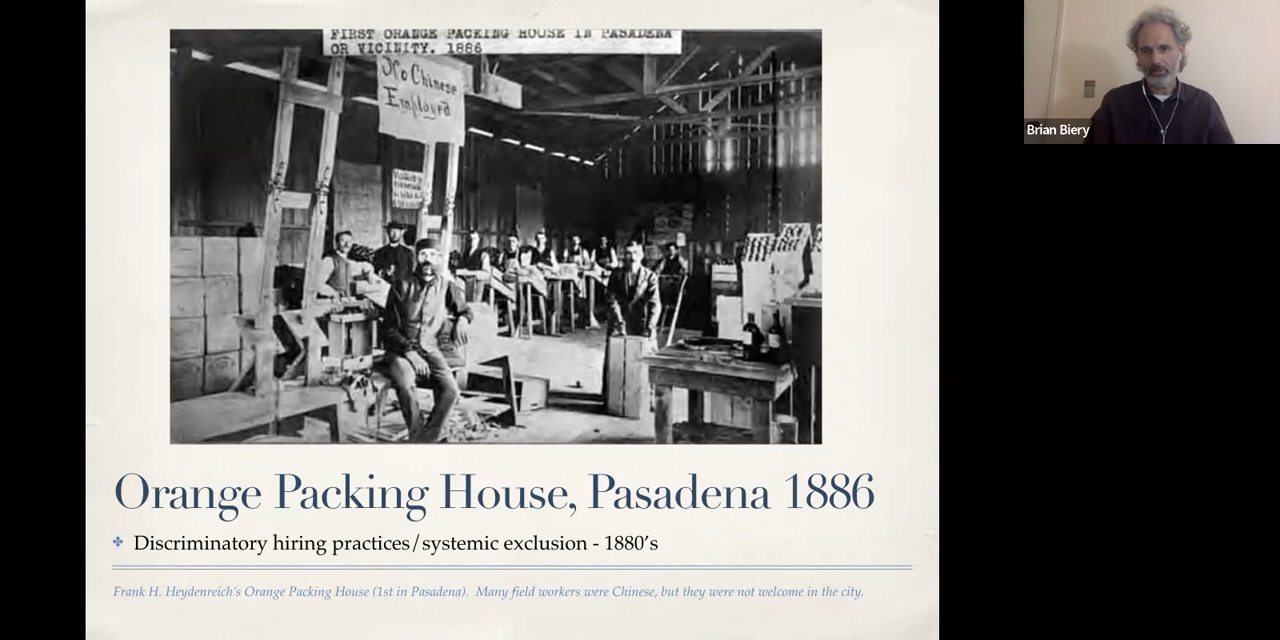 FIRST ORANGE PACKING HOUSE IN PASADENA
OR VICINITY. 1886
No Chinese
Employed
Brian Biery
Orange Packing House, Pasadena 1886
Discriminatory hiring practices/systemic exclusion - 1880's
Frank H. Heydenreich's Orange Packing House (1st in Pasadena). Many field workers were Chinese, but they were not welcome in the city.